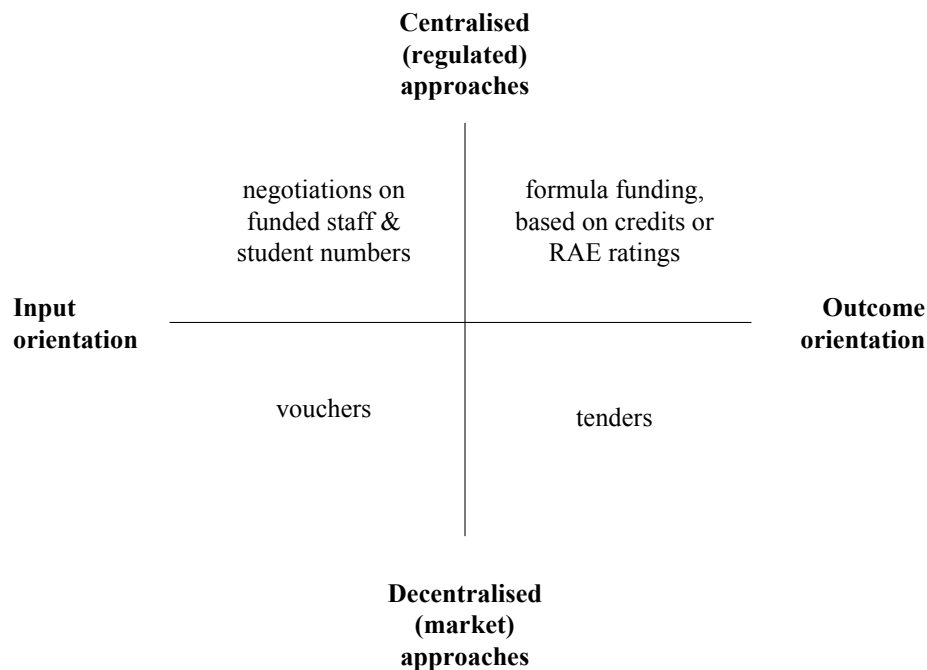 Centralised
(regulated)
approaches
negotiations on
funded staff &
student numbers
formula funding,
based on credits or
RAE ratings
Input
orientation
Outcome
orientation
vouchers
tenders
Decentralised
(market)
approaches